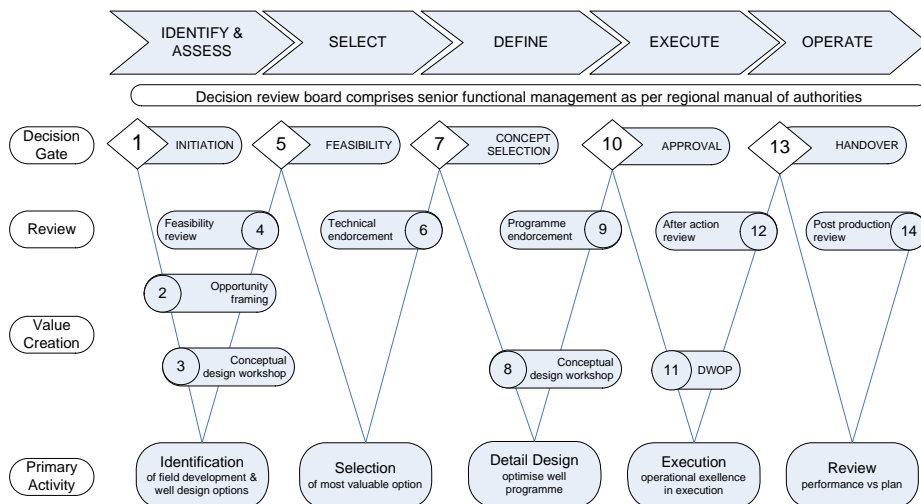 IDENTIFY &
ASSESS
SELECT
DEFINE
EXECUTE
OPERATE
Decision review board comprises senior functional management as per regional manual of authorities
Decision
Gate
1
INITIATION
5
FEASIBILITY
7
CONCEPT
SELECTION
10
APPROVAL
13
HANDOVER
Review
Feasibility
review
4
Technical
endorcement
6
Programme
endorcement
9
After action
review
12
Post production
review
14
Value
Creation
2
Opportunity
framing
3
Conceptual
design workshop
8
Conceptual
design workshop
11
DWOP
Primary
Activity
Identification
of field development &
well design options
Selection
of most valuable option
Detail Design
optimise well
programme
Execution
operational exellence
in execution
Review
performance vs plan